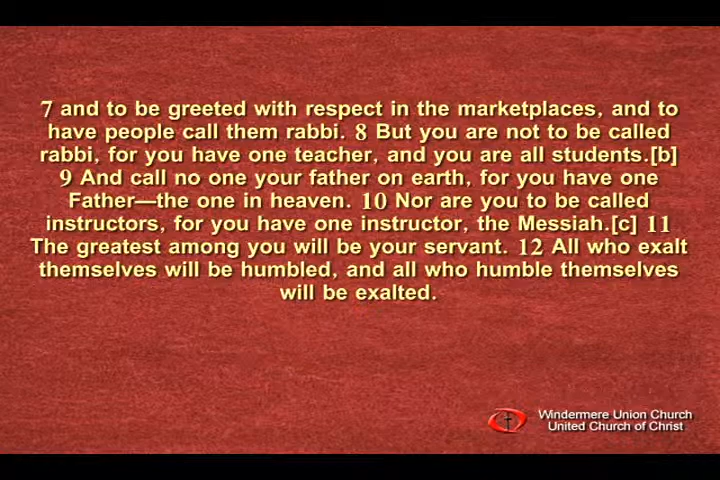 7 and to be greeted with respect in the marketplaces, and to
have people call them rabbi. 8 But you are not to be called
rabbi, for you have one teacher, and you are all students.[b]
9 And call no one your father on earth, for you have one
Father—the one in heaven. 10 Nor are you to be called
instructors, for you have one instructor, the Messiah.[c] 11
The greatest among you will be your servant. 12 All who exalt
themselves will be humbled, and all who humble themselves
will be exalted.
Windermere Union Church
United Church of Christ